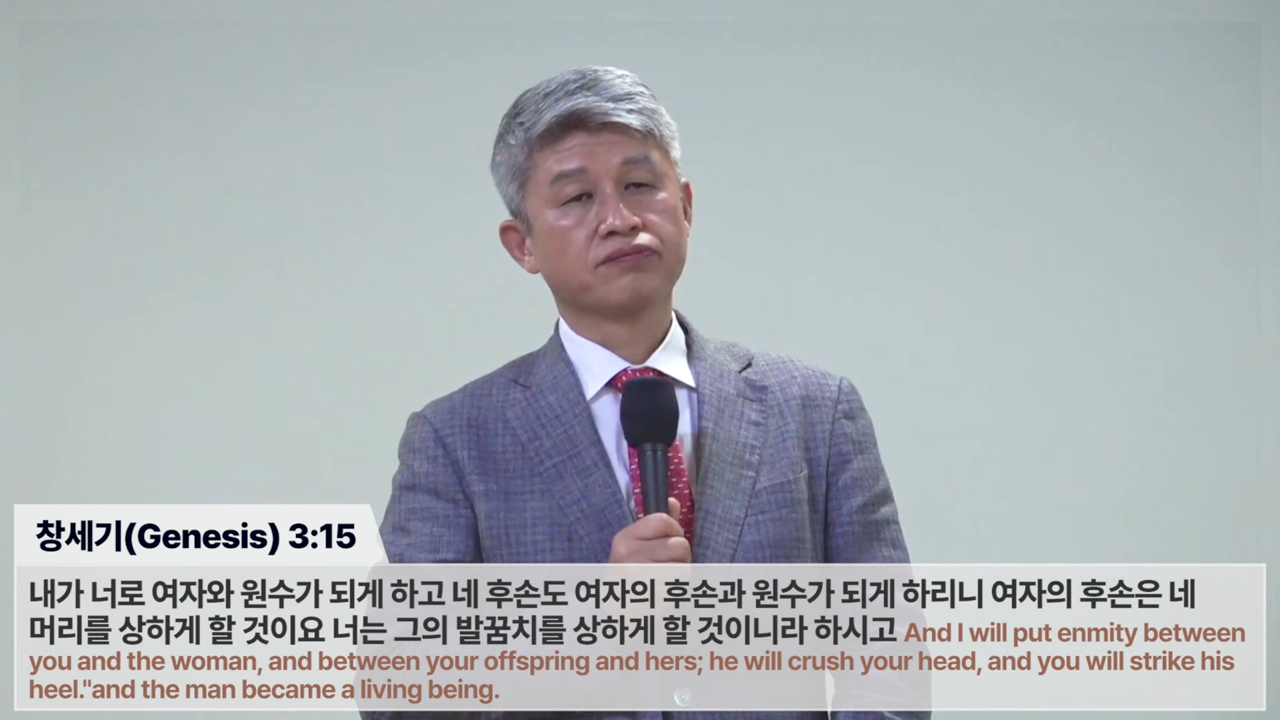 창세기(Genesis) 3:15
내가 너로 여자와 원수가 되게 하고 네 후손도 여자의 후손과 원수가 되게 하리니 여자의 후손은 네
머리를 상하게 할 것이요 너는 그의 발꿈치를 상하게 할 것이니라 하시고 And I will put enmity between
you and the woman, and between your offspring and hers; he will crush your head, and you will strike his
heel."and the man became a living being.